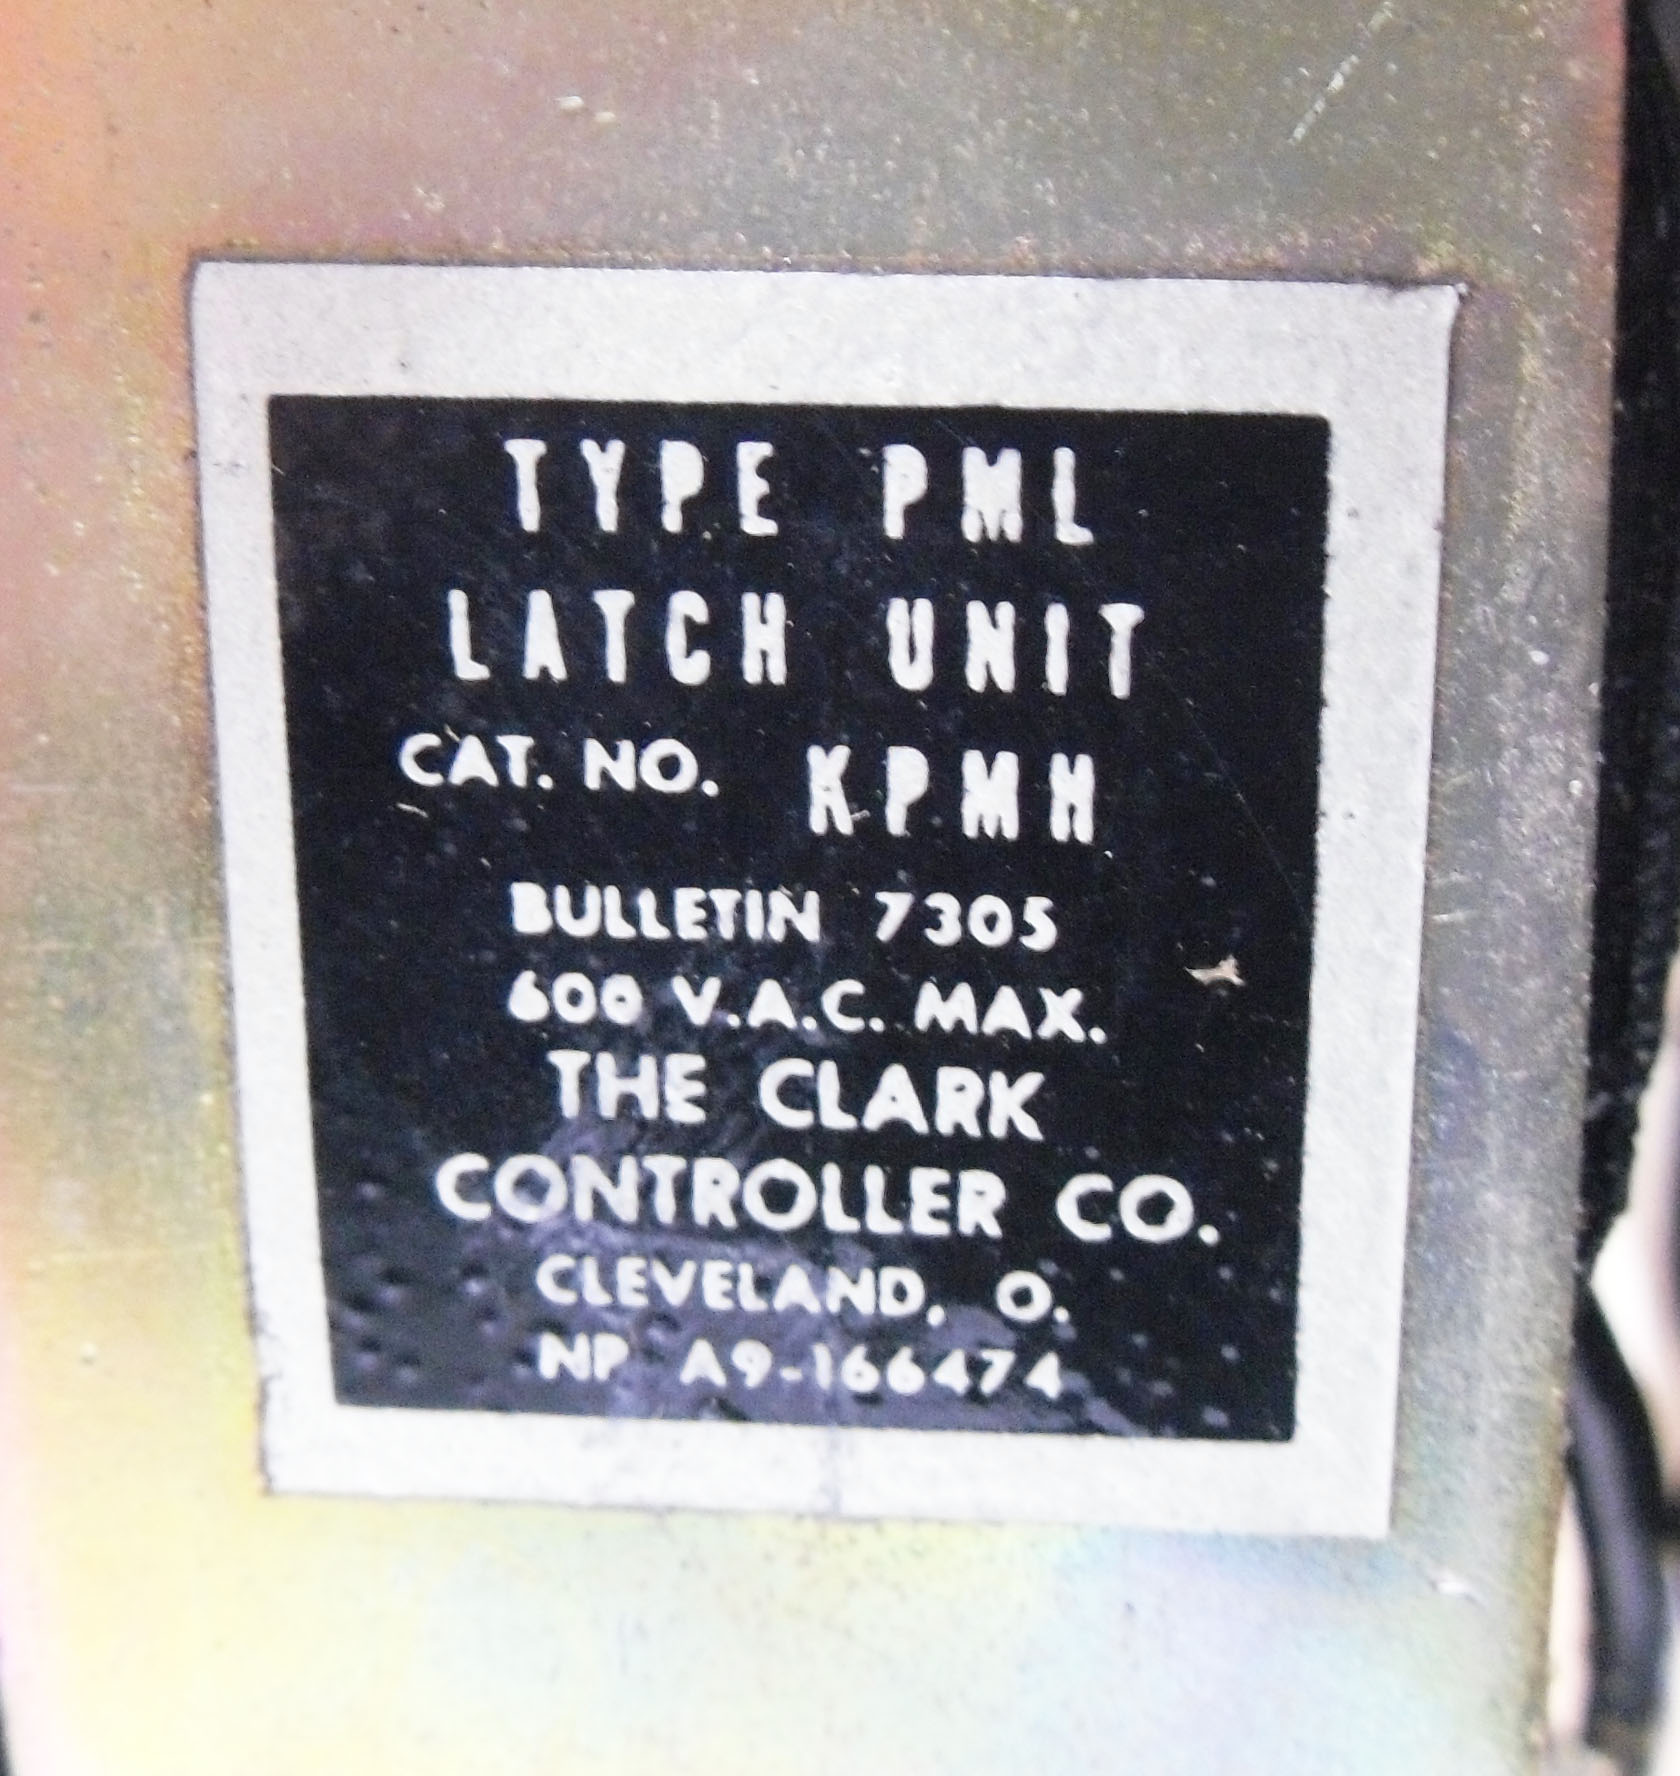 TYPE PML
LATCH UNIT
CAT. NO. KPMH
BULLETIN 7305
600 V.A.C. MAX.
THE CLARK
CONTROLLER CO.
CLEVELAND, O.
NP A9-166474